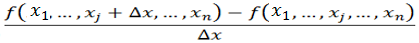 f( x₁, … , xⱼ + Δx, … , xₙ) − f(x₁, … , xⱼ, … , xₙ)
Δx